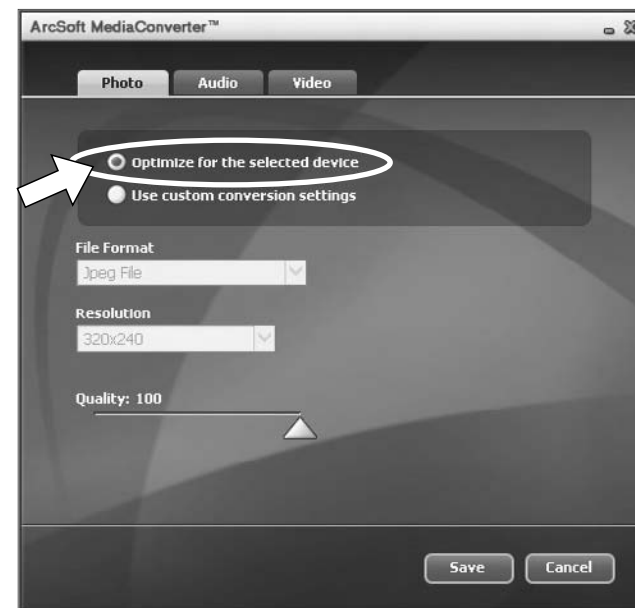 ArcSoft MediaConverter™
Photo Audio Video
Optimize for the selected device
Use custom conversion settings
File Format
Jpeg File
Resolution
320x240
Quality: 100
Save Cancel